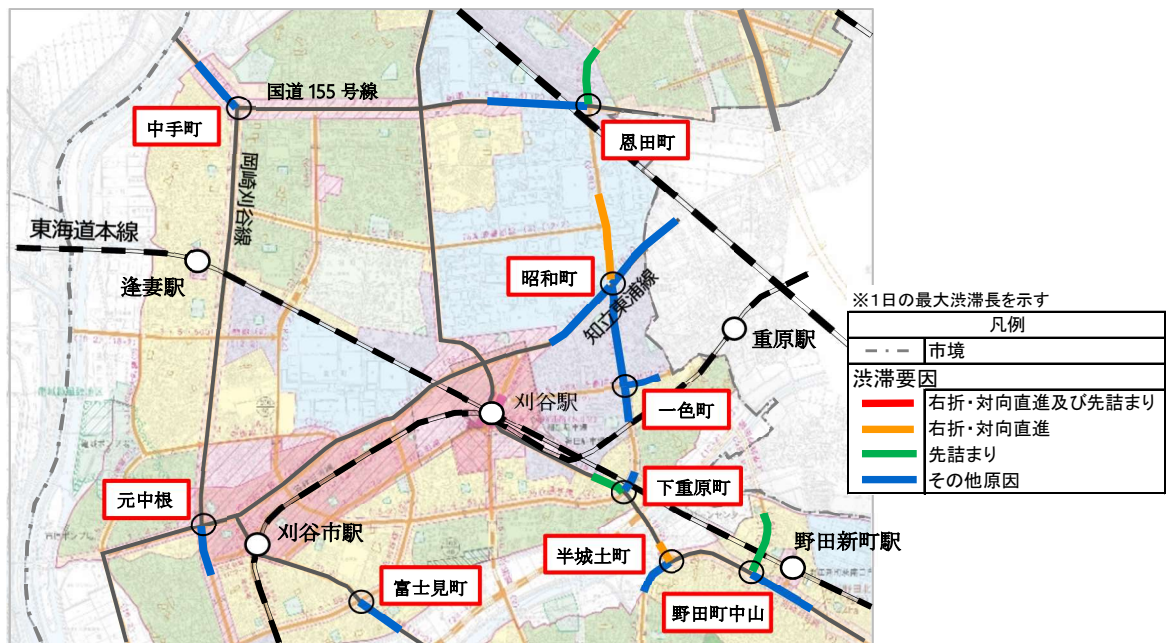 国道 155 号線
中手町
恩田町
岡崎刈谷線
東海道本線
逢妻駅
昭和町
知立東浦線
重原駅
※1日の最大渋滞長を示す
凡例
市境
渋滞要因
右折・対向直進及び先詰まり
右折・対向直進
先詰まり
その他原因
刈谷駅
一色町
元中根
下重原町
刈谷市駅
半城土町
野田新町駅
富士見町
野田町中山